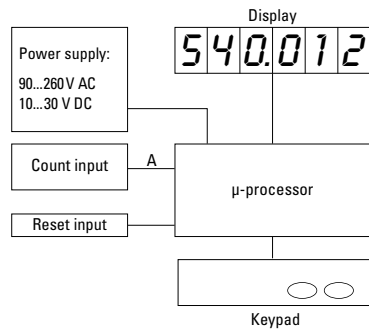 Display
540.012
Power supply:
90...260 V AC
10...30 V DC
Count input
A
µ-processor
Reset input
Keypad